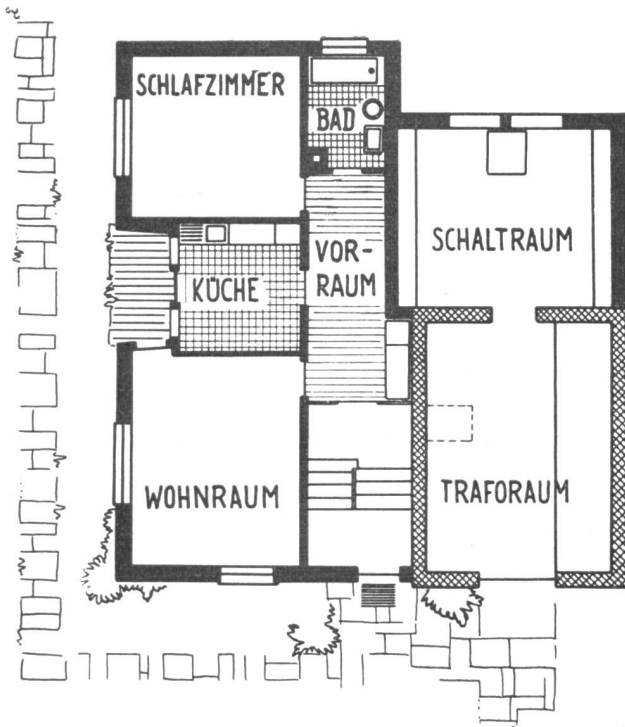 SCHLAFZIMMER
BAD
SCHALTRAUM
VOR-
RAUM
KÜCHE
WOHNRAUM
TRAFORAUM